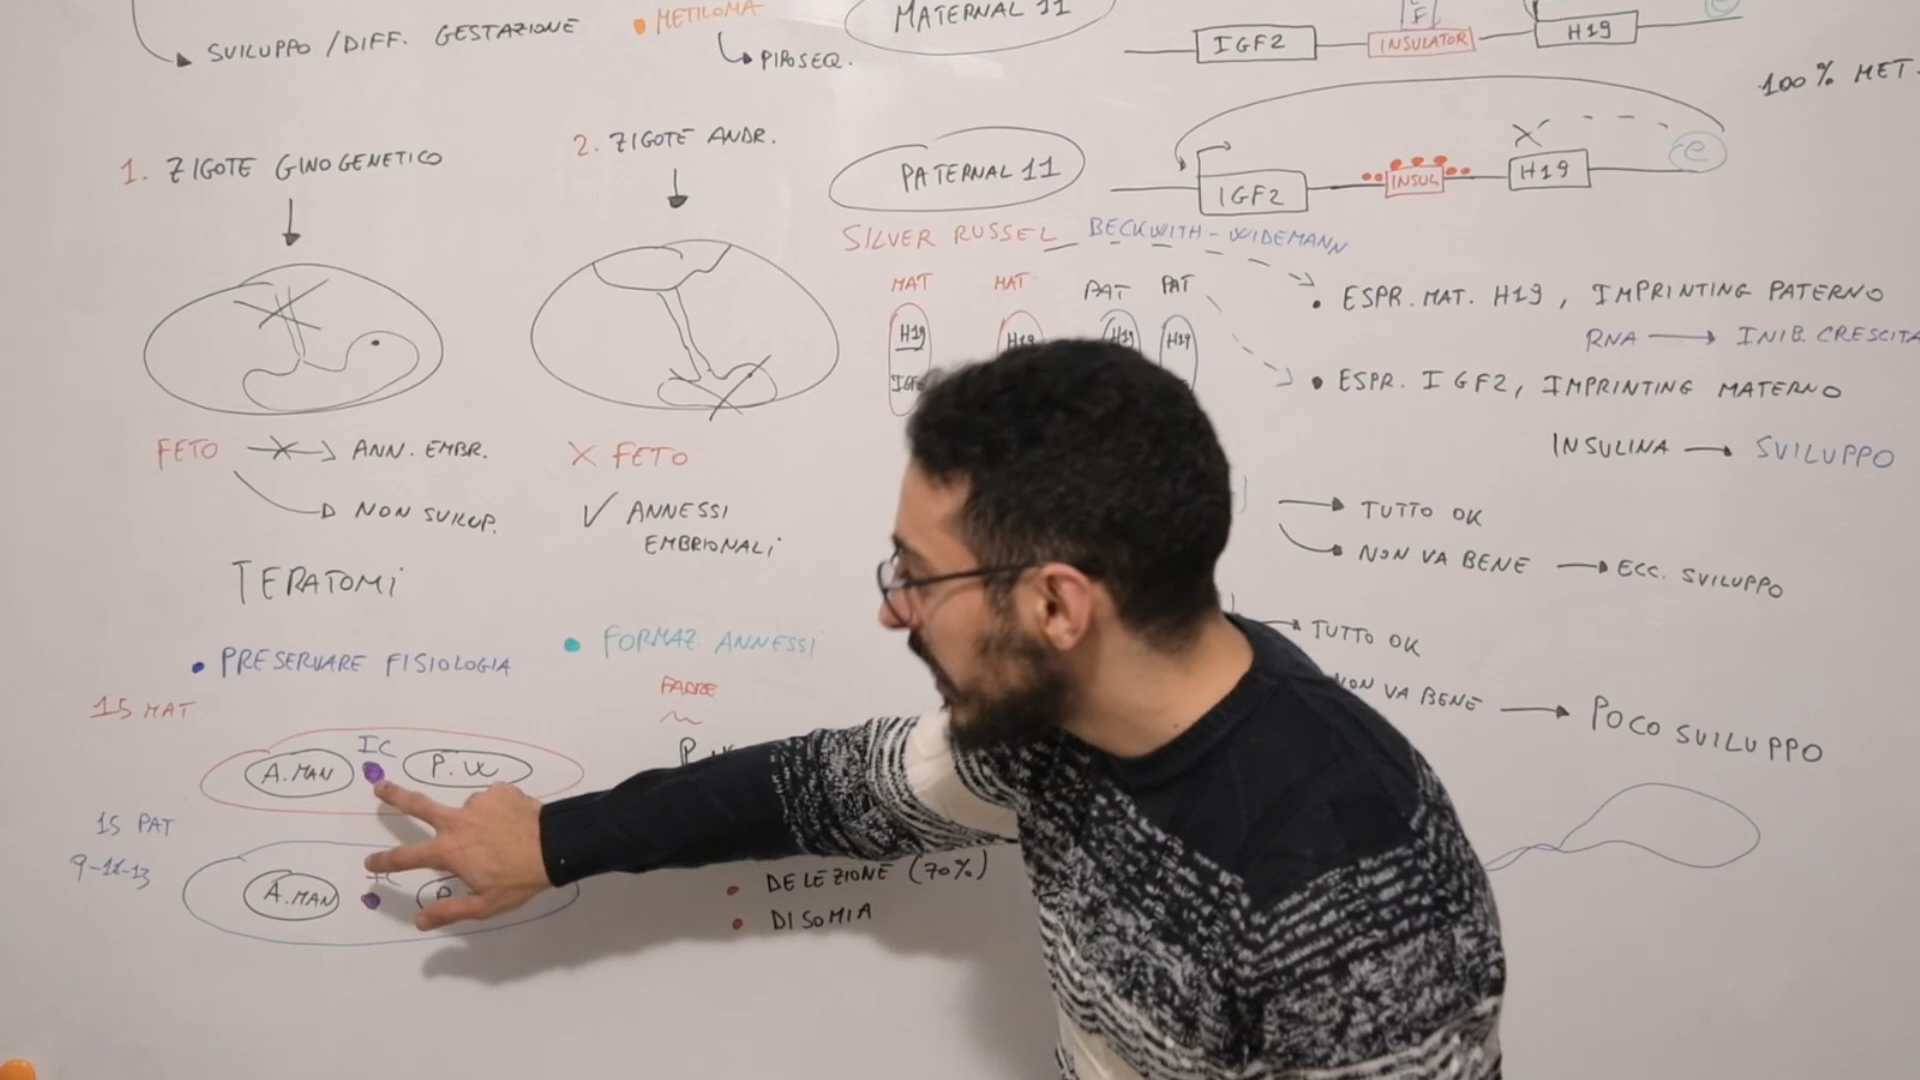 SVILUPPO / DIFF. GESTAZIONE
METILOMA
PIROSEQ.
MATERNAL 11
IGF2
INSULATOR
H19
100% MET.
1. ZIGOTE GINOGENETICO
2. ZIGOTE ANDR.
PATERNAL 11
IGF2
INSUL
H19
e
SILVER RUSSEL
BECKWITH - WIDEMANN
MAT
MAT
PAT
PAT
H19
H19
H19
H19
ESPR. MAT. H19, IMPRINTING PATERNO
RNA → INIB. CRESCITA
ESPR. IGF2, IMPRINTING MATERNO
INSULINA → SVILUPPO
FETO
ANN. EMBR.
NON SVILUP.
X FETO
✓ ANNESSI
EMBRIONALI
→ TUTTO OK
→ NON VA BENE → ECC. SVILUPPO
→ TUTTO OK
NON VA BENE → POCO SVILUPPO
TERATOMI
• PRESERVARE FISIOLOGIA
• FORMAZ. ANNESSI
PADRE
15 MAT
A.MAN
IC
P.W
15 PAT
9-11-13
A.MAN
• DELEZIONE (70%)
• DISOMIA